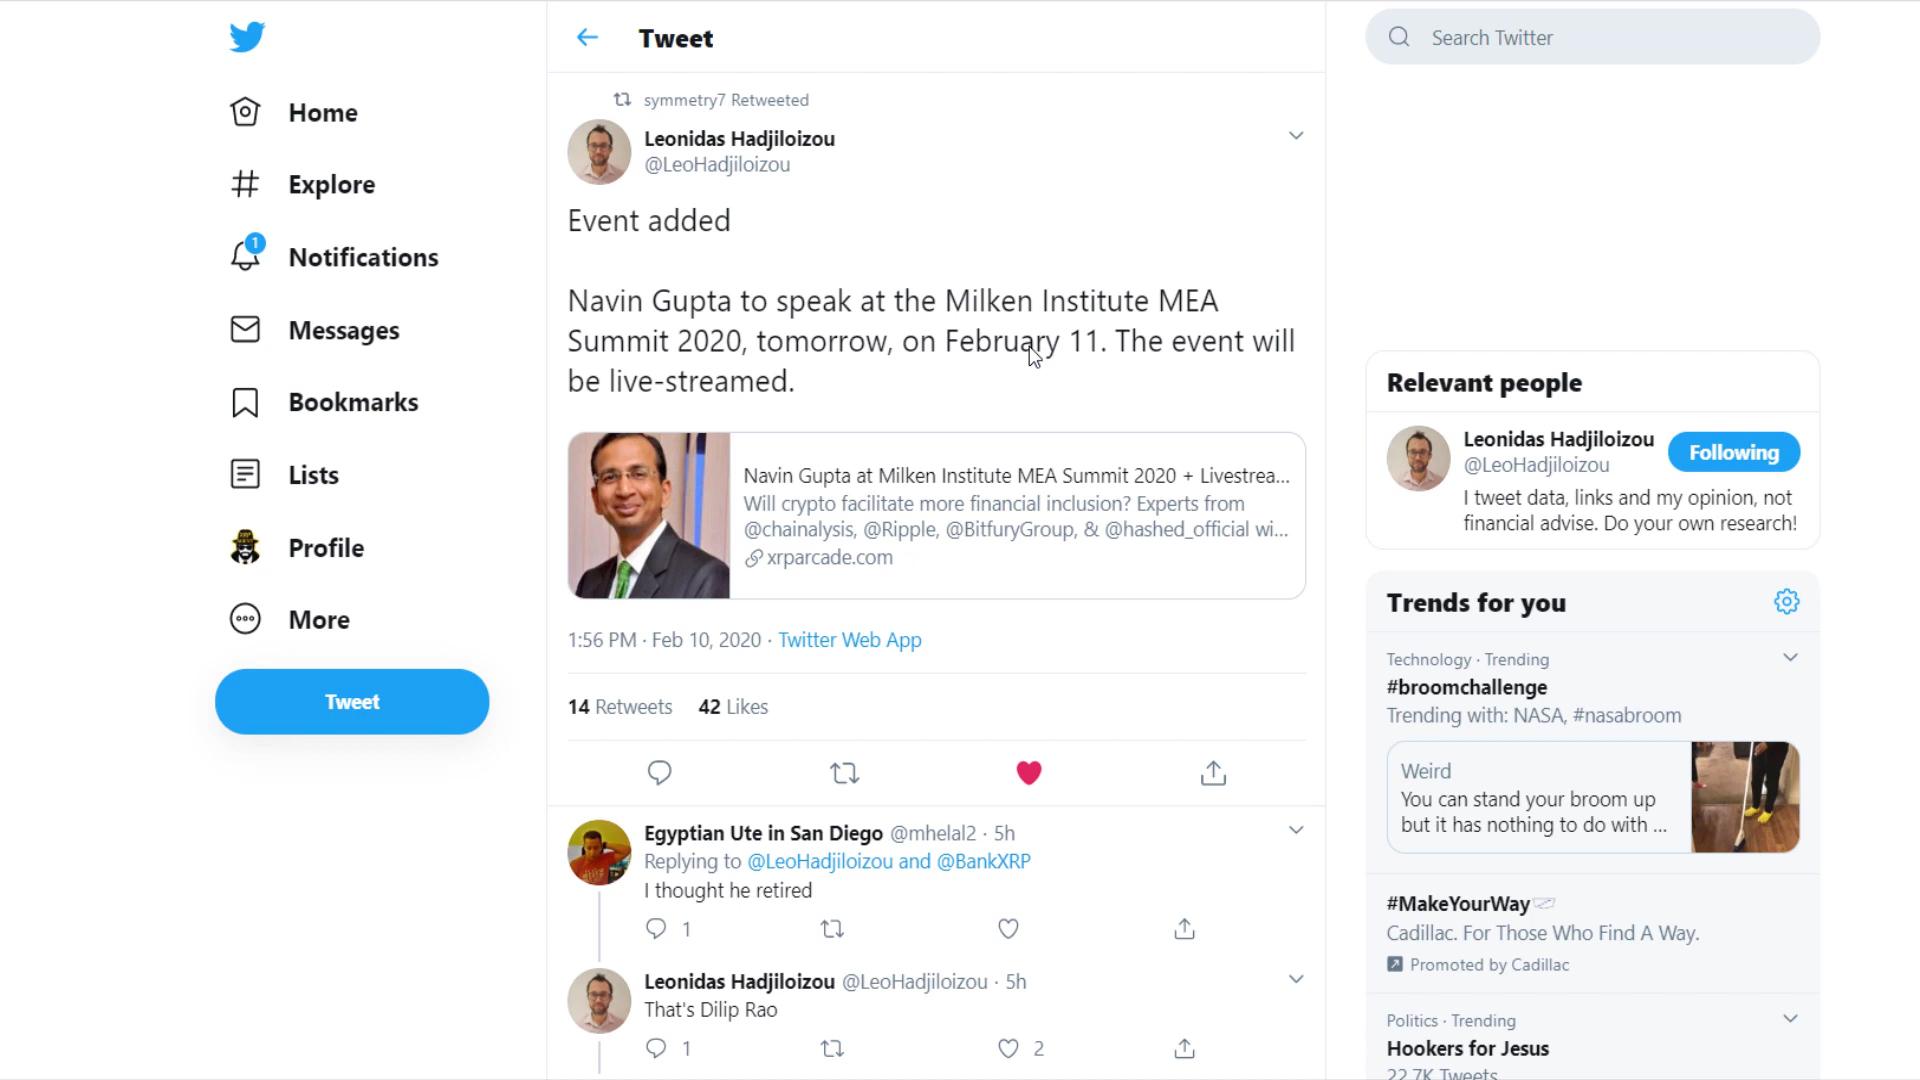 Home
Explore
1
Notifications
Messages
Bookmarks
Lists
Profile
More
Tweet
Tweet
symmetry7 Retweeted
Leonidas Hadjiloizou
@LeoHadjiloizou
Event added
Navin Gupta to speak at the Milken Institute MEA
Summit 2020, tomorrow, on February 11. The event will
be live-streamed.
Navin Gupta at Milken Institute MEA Summit 2020 + Livestrea...
Will crypto facilitate more financial inclusion? Experts from
@chainalysis, @Ripple, @BitfuryGroup, & @hashed_official wi...
xrparcade.com
1:56 PM · Feb 10, 2020 · Twitter Web App
14 Retweets 42 Likes
Egyptian Ute in San Diego @mhelal2 · 5h
Replying to @LeoHadjiloizou and @BankXRP
I thought he retired
1
Leonidas Hadjiloizou @LeoHadjiloizou · 5h
That's Dilip Rao
1 2
Search Twitter
Relevant people
Leonidas Hadjiloizou
@LeoHadjiloizou
Following
I tweet data, links and my opinion, not
financial advise. Do your own research!
Trends for you
Technology · Trending
#broomchallenge
Trending with: NASA, #nasabroom
Weird
You can stand your broom up
but it has nothing to do with ...
#MakeYourWay
Cadillac. For Those Who Find A Way.
Promoted by Cadillac
Politics · Trending
Hookers for Jesus
22.7K Tweets